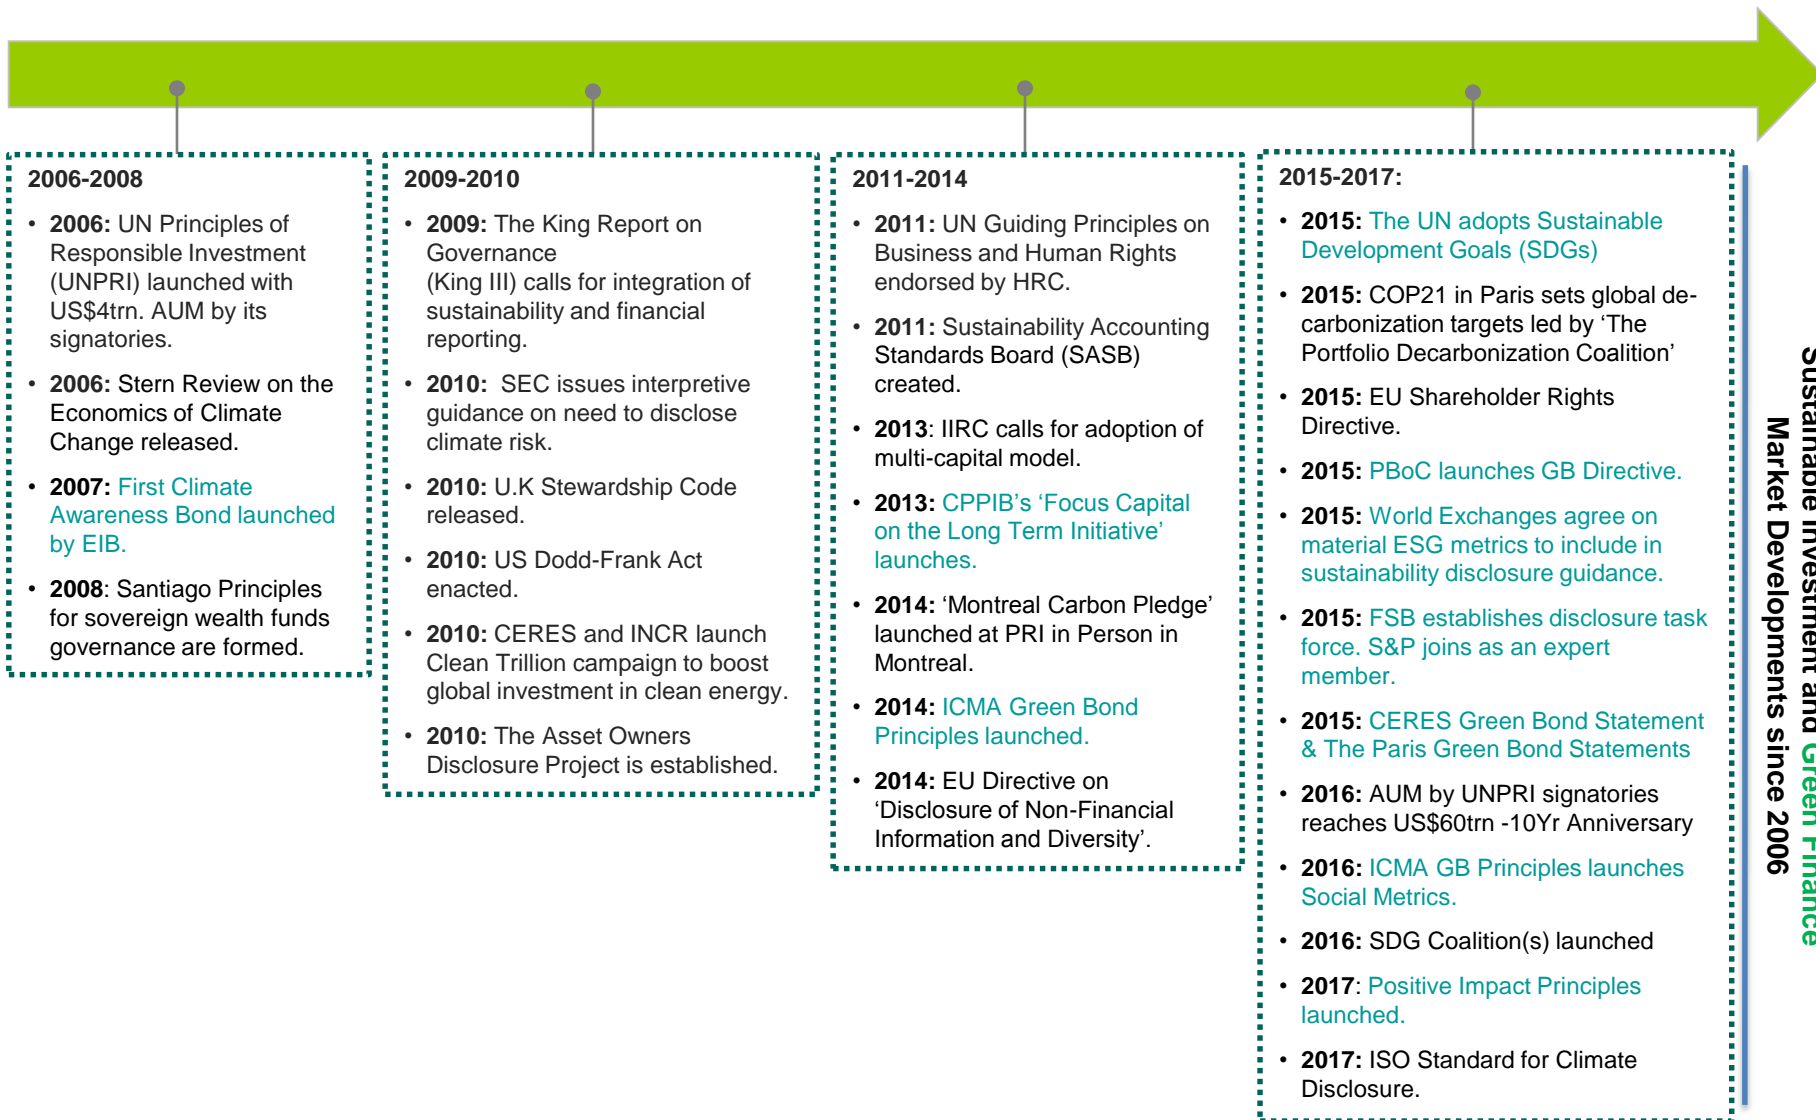 2006-2008
• 2006: UN Principles of
Responsible Investment
(UNPRI) launched with
US$4trn. AUM by its
signatories.
• 2006: Stern Review on the
Economics of Climate
Change released.
• 2007: First Climate
Awareness Bond launched
by EIB.
• 2008: Santiago Principles
for sovereign wealth funds
governance are formed.
2009-2010
• 2009: The King Report on
Governance
(King III) calls for integration of
sustainability and financial
reporting.
• 2010: SEC issues interpretive
guidance on need to disclose
climate risk.
• 2010: U.K Stewardship Code
released.
• 2010: US Dodd-Frank Act
enacted.
• 2010: CERES and INCR launch
Clean Trillion campaign to boost
global investment in clean energy.
• 2010: The Asset Owners
Disclosure Project is established.
2011-2014
• 2011: UN Guiding Principles on
Business and Human Rights
endorsed by HRC.
• 2011: Sustainability Accounting
Standards Board (SASB)
created.
• 2013: IIRC calls for adoption of
multi-capital model.
• 2013: CPPIB's 'Focus Capital
on the Long Term Initiative'
launches.
• 2014: 'Montreal Carbon Pledge'
launched at PRI in Person in
Montreal.
• 2014: ICMA Green Bond
Principles launched.
• 2014: EU Directive on
'Disclosure of Non-Financial
Information and Diversity'.
2015-2017:
• 2015: The UN adopts Sustainable
Development Goals (SDGs)
• 2015: COP21 in Paris sets global de-
carbonization targets led by 'The
Portfolio Decarbonization Coalition'
• 2015: EU Shareholder Rights
Directive.
• 2015: PBoC launches GB Directive.
• 2015: World Exchanges agree on
material ESG metrics to include in
sustainability disclosure guidance.
• 2015: FSB establishes disclosure task
force. S&P joins as an expert
member.
• 2015: CERES Green Bond Statement
& The Paris Green Bond Statements
• 2016: AUM by UNPRI signatories
reaches US$60trn -10Yr Anniversary
• 2016: ICMA GB Principles launches
Social Metrics.
• 2016: SDG Coalition(s) launched
• 2017: Positive Impact Principles
launched.
• 2017: ISO Standard for Climate
Disclosure.
Sustainable Investment and Green Finance
Market Developments since 2006